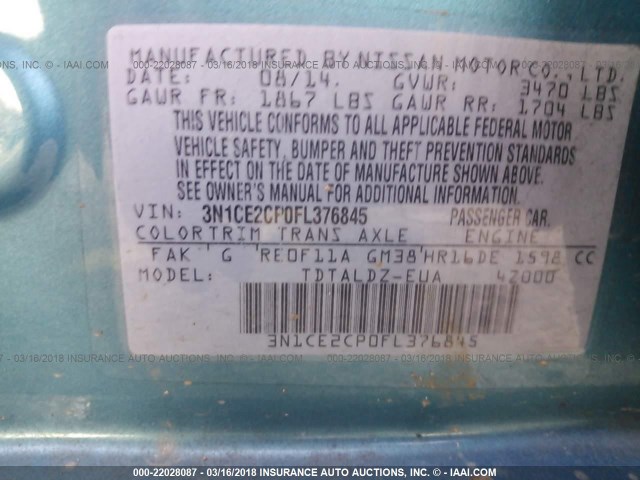 MANUFACTURED BY NISSAN MOTOR CO., LTD.
DATE: 08/14. GVWR: 3470 LBS
GAWR FR: 1867 LBS GAWR RR: 1704 LBS
THIS VEHICLE CONFORMS TO ALL APPLICABLE FEDERAL MOTOR
VEHICLE SAFETY, BUMPER AND THEFT PREVENTION STANDARDS
IN EFFECT ON THE DATE OF MANUFACTURE SHOWN ABOVE.
SEE OWNER'S MANUAL FOR ADDITIONAL INFORMATION.
VIN: 3N1CE2CP0FL376845 PASSENGER CAR.
COLOR TRIM TRANS AXLE ENGINE
FAK G RE0F11A GM38 HR16DE 1598 CC
MODEL: TDTALDZ-EUA 42000
3N1CE2CP0FL376845
000-22028087 - 03/16/2018 INSURANCE AUTO AUCTIONS, INC. - © IAAI.COM